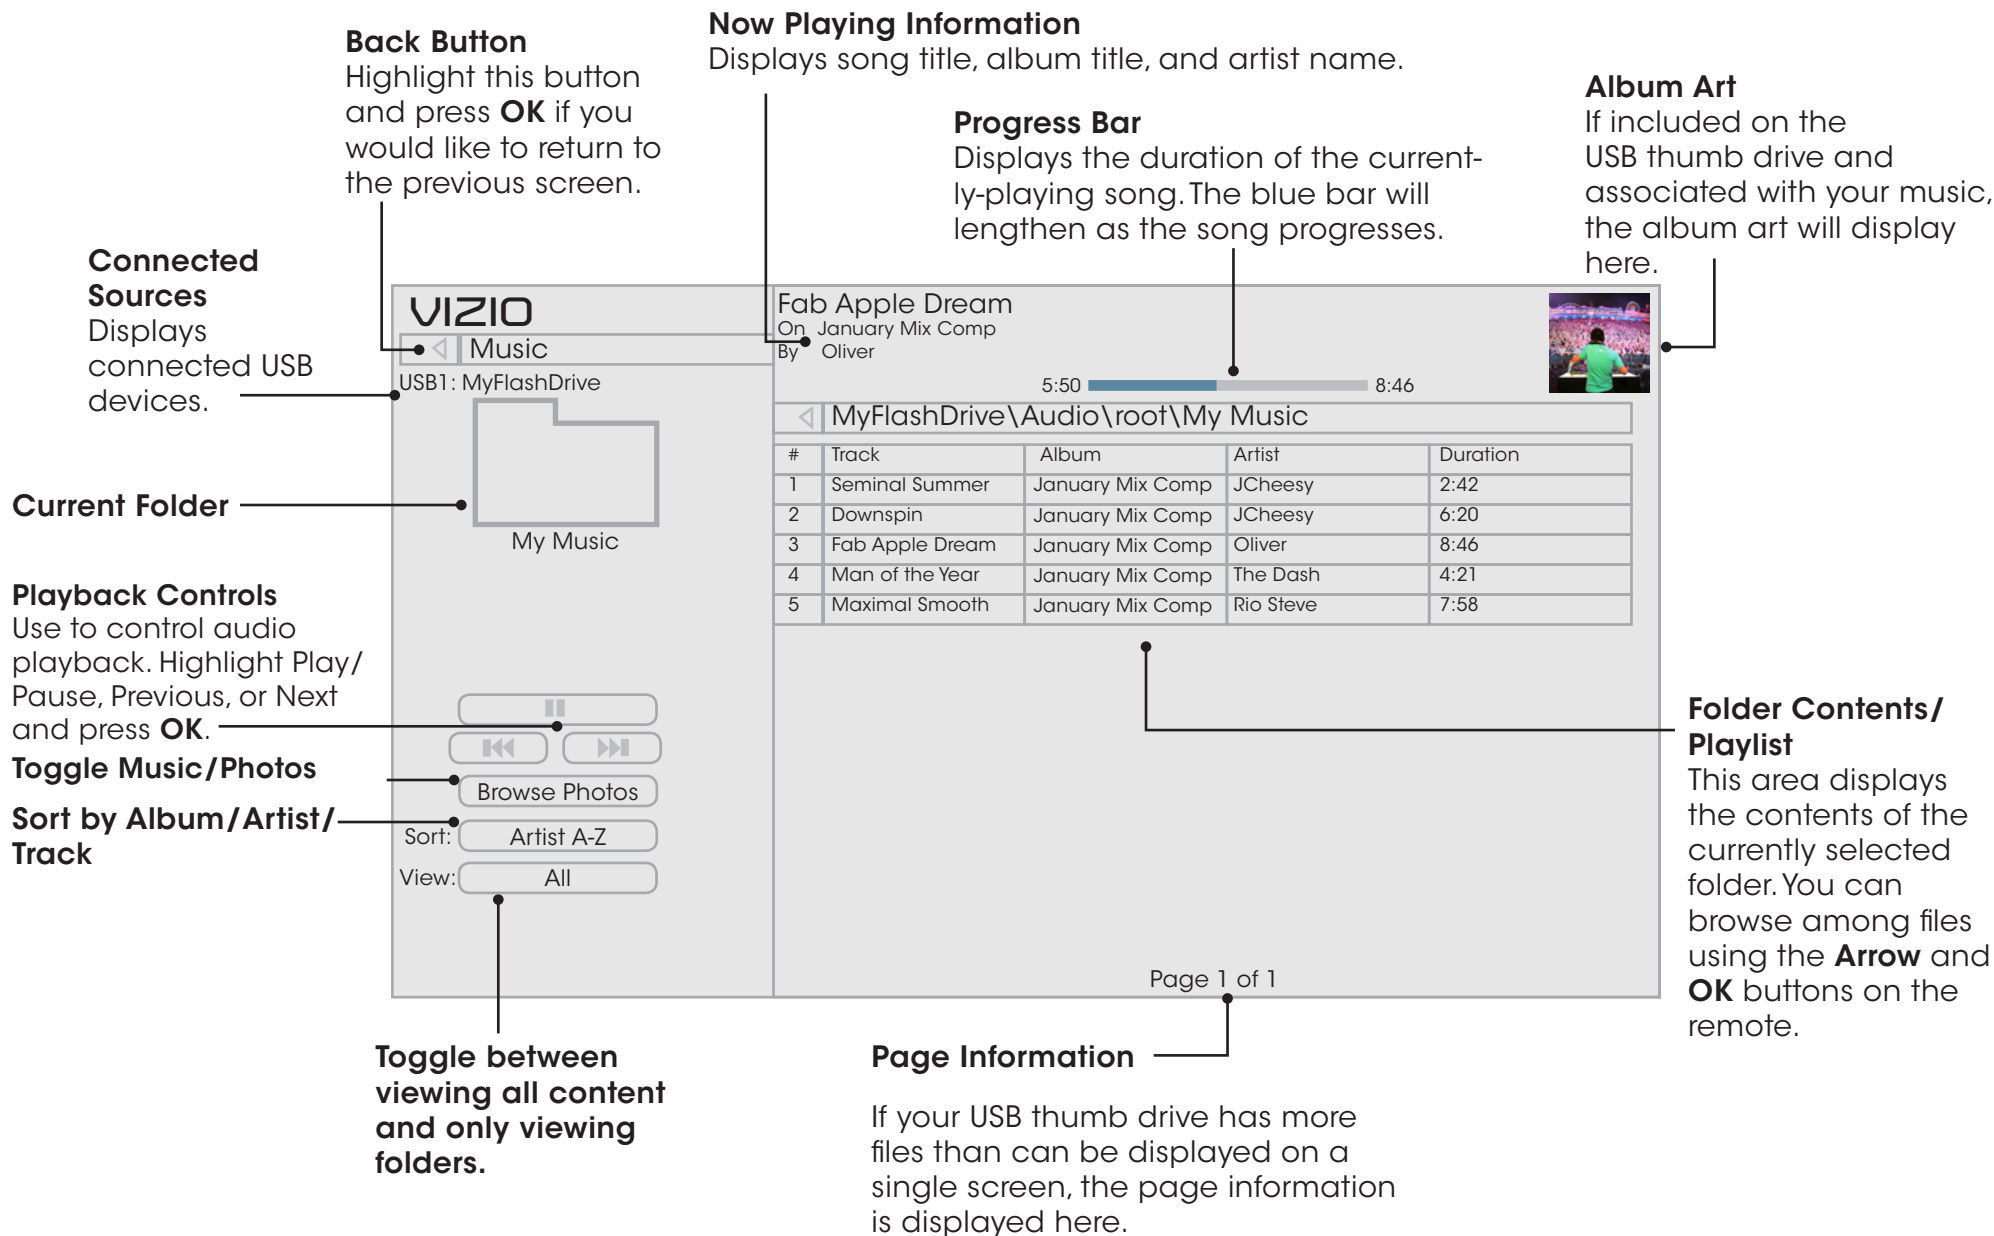 Back Button
Highlight this button
and press OK if you
would like to return to
the previous screen.
Now Playing Information
Displays song title, album title, and artist name.
Progress Bar
Displays the duration of the current-
ly-playing song. The blue bar will
lengthen as the song progresses.
Album Art
If included on the
USB thumb drive and
associated with your music,
the album art will display
here.
Connected
Sources
Displays
connected USB
devices.
Current Folder
Playback Controls
Use to control audio
playback. Highlight Play/
Pause, Previous, or Next
and press OK.
Toggle Music/Photos
Sort by Album/Artist/
Track
VIZIO
Music
USB1: MyFlashDrive
My Music
Browse Photos
Sort: Artist A-Z
View: All
Fab Apple Dream
On January Mix Comp
By Oliver
5:50 8:46
MyFlashDrive\Audio\root\My Music
# Track Album Artist Duration
1 Seminal Summer January Mix Comp JCheesy 2:42
2 Downspin January Mix Comp JCheesy 6:20
3 Fab Apple Dream January Mix Comp Oliver 8:46
4 Man of the Year January Mix Comp The Dash 4:21
5 Maximal Smooth January Mix Comp Rio Steve 7:58
Page 1 of 1
Folder Contents/
Playlist
This area displays
the contents of the
currently selected
folder. You can
browse among files
using the Arrow and
OK buttons on the
remote.
Toggle between
viewing all content
and only viewing
folders.
Page Information
If your USB thumb drive has more
files than can be displayed on a
single screen, the page information
is displayed here.